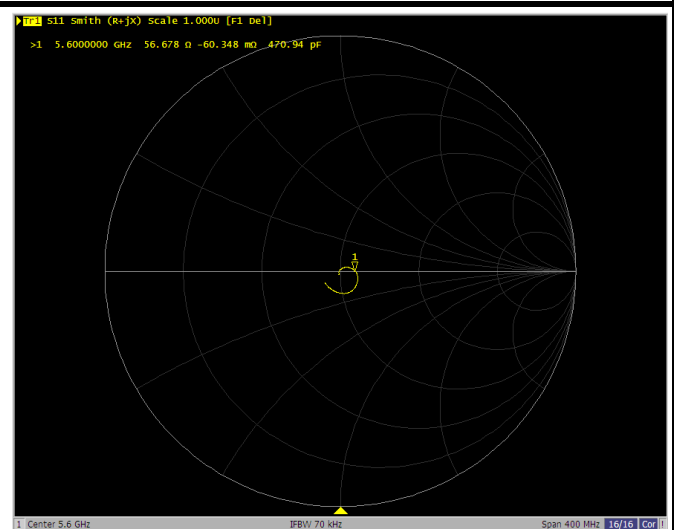 Tr1 S11 Smith (R+jX) Scale 1.000U [F1 Del]
>1 5.6000000 GHz 56.678 Ω -60.348 mΩ 470.94 pF
1
1 Center 5.6 GHz IFBW 70 kHz Span 400 MHz 16/16 Cor !